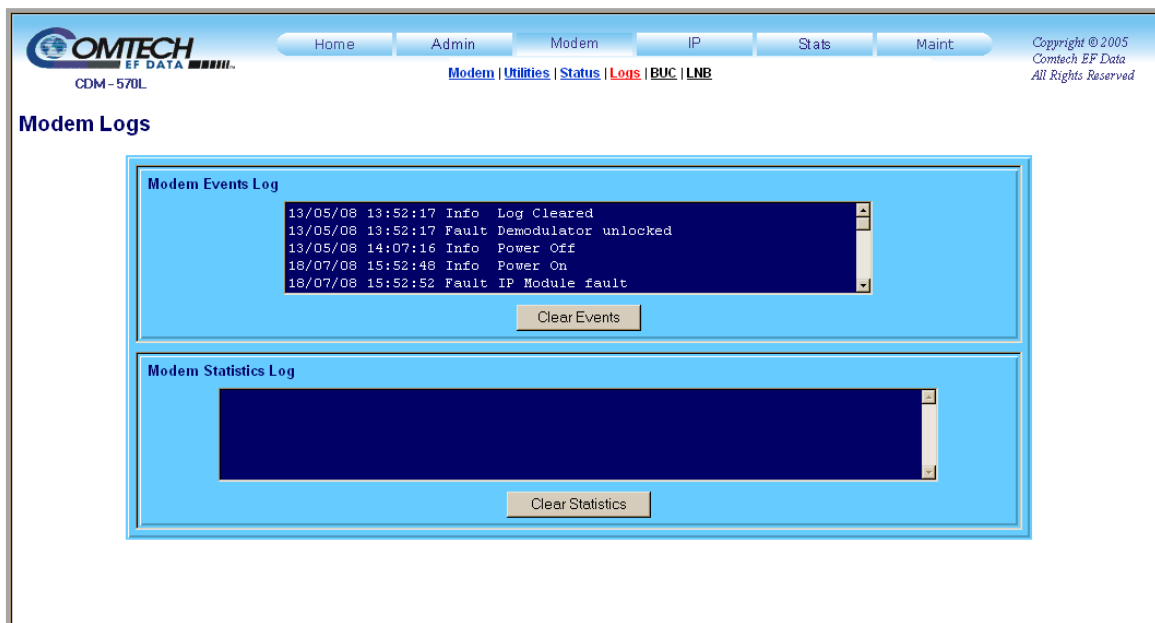 COMTECH
EF DATA
CDM-570L
Home Admin Modem IP Stats Maint
Modem | Utilities | Status | Logs | BUC | LNB
Copyright © 2005
Comtech EF Data
All Rights Reserved
Modem Logs
Modem Events Log
13/05/08 13:52:17 Info Log Cleared
13/05/08 13:52:17 Fault Demodulator unlocked
13/05/08 14:07:16 Info Power Off
18/07/08 15:52:48 Info Power On
18/07/08 15:52:52 Fault IP Module fault
Clear Events
Modem Statistics Log
Clear Statistics